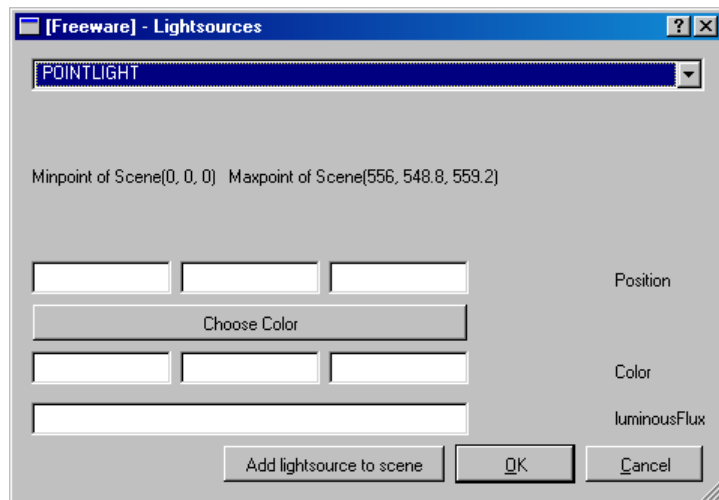 [Freeware] - Lightsources
POINTLIGHT
Minpoint of Scene(0, 0, 0) Maxpoint of Scene(556, 548.8, 559.2)
Position
Choose Color
Color
luminousFlux
Add lightsource to scene OK Cancel